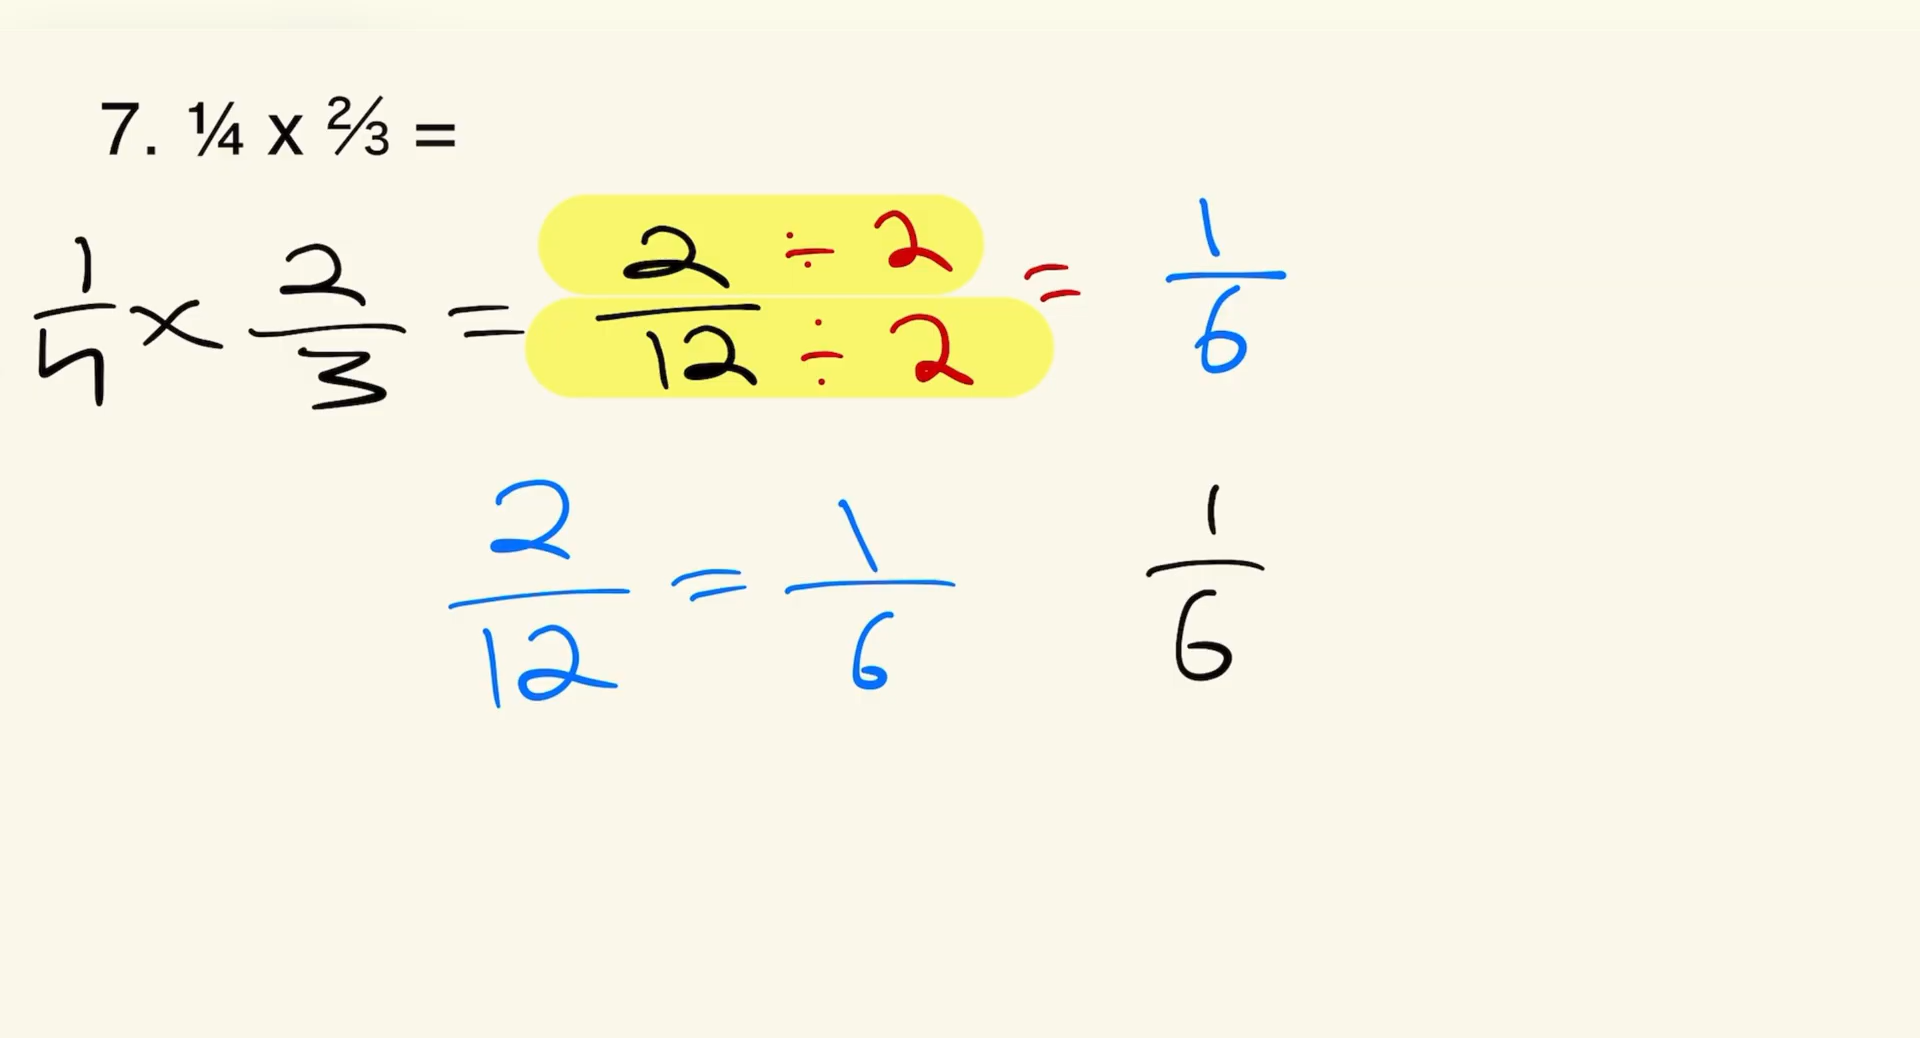 7. ¼ x ⅔ =
1/4 × 2/3 = 2 ÷ 2 / 12 ÷ 2 = 1/6
2/12 = 1/6 1/6